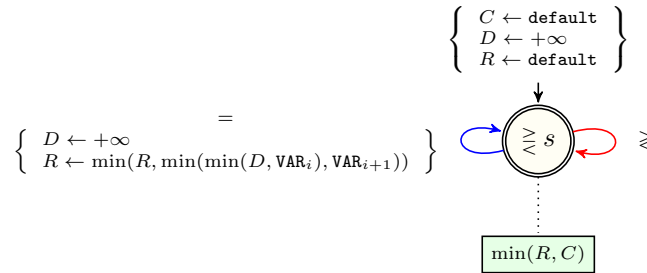 C ← default
D ← +∞
R ← default
=
D ← +∞
R ← min(R, min(min(D, VAR_i), VAR_{i+1}))
⪌ s
≷
min(R, C)